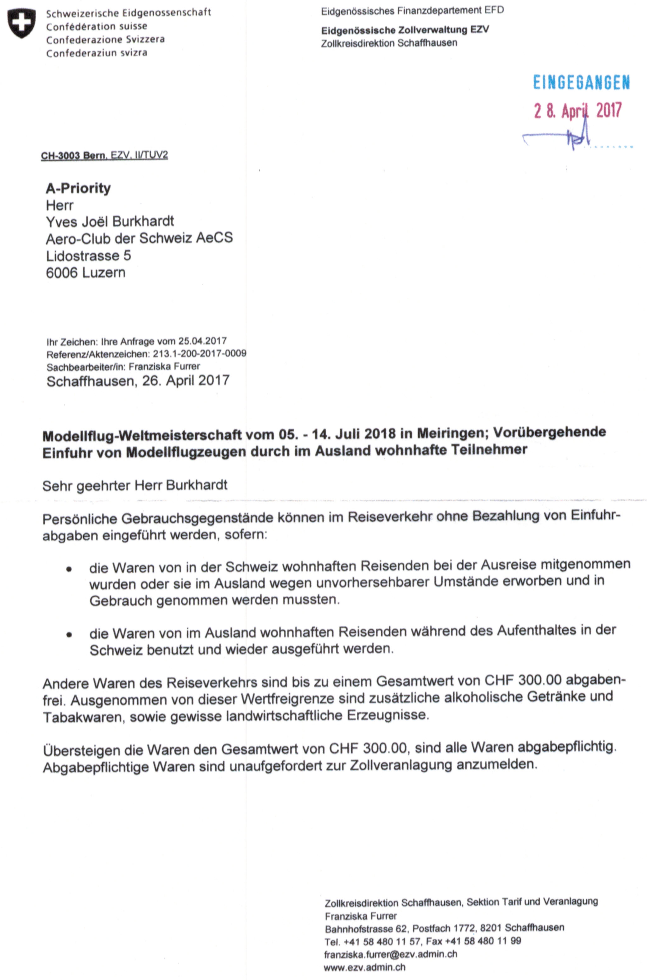 Schweizerische Eidgenossenschaft
Confédération suisse
Confederazione Svizzera
Confederaziun svizra
Eidgenössisches Finanzdepartement EFD
Eidgenössische Zollverwaltung EZV
Zollkreisdirektion Schaffhausen
EINGEGANGEN
28. April 2017
CH-3003 Bern, EZV, II/TUV2
A-Priority
Herr
Yves Joël Burkhardt
Aero-Club der Schweiz AeCS
Lidostrasse 5
6006 Luzern
Ihr Zeichen: Ihre Anfrage vom 25.04.2017
Referenz/Aktenzeichen: 213.1-200-2017-0009
Sachbearbeiter/in: Franziska Furrer
Schaffhausen, 26. April 2017
Modellflug-Weltmeisterschaft vom 05. - 14. Juli 2018 in Meiringen; Vorübergehende
Einfuhr von Modellflugzeugen durch im Ausland wohnhafte Teilnehmer
Sehr geehrter Herr Burkhardt
Persönliche Gebrauchsgegenstände können im Reiseverkehr ohne Bezahlung von Einfuhr-
abgaben eingeführt werden, sofern:
• die Waren von in der Schweiz wohnhaften Reisenden bei der Ausreise mitgenommen
wurden oder sie im Ausland wegen unvorhersehbarer Umstände erworben und in
Gebrauch genommen werden mussten.
• die Waren von im Ausland wohnhaften Reisenden während des Aufenthaltes in der
Schweiz benutzt und wieder ausgeführt werden.
Andere Waren des Reiseverkehrs sind bis zu einem Gesamtwert von CHF 300.00 abgaben-
frei. Ausgenommen von dieser Wertfreigrenze sind zusätzliche alkoholische Getränke und
Tabakwaren, sowie gewisse landwirtschaftliche Erzeugnisse.
Übersteigen die Waren den Gesamtwert von CHF 300.00, sind alle Waren abgabepflichtig.
Abgabepflichtige Waren sind unaufgefordert zur Zollveranlagung anzumelden.
Zollkreisdirektion Schaffhausen, Sektion Tarif und Veranlagung
Franziska Furrer
Bahnhofstrasse 62, Postfach 1772, 8201 Schaffhausen
Tel. +41 58 480 11 57, Fax +41 58 480 11 99
franziska.furrer@ezv.admin.ch
www.ezv.admin.ch